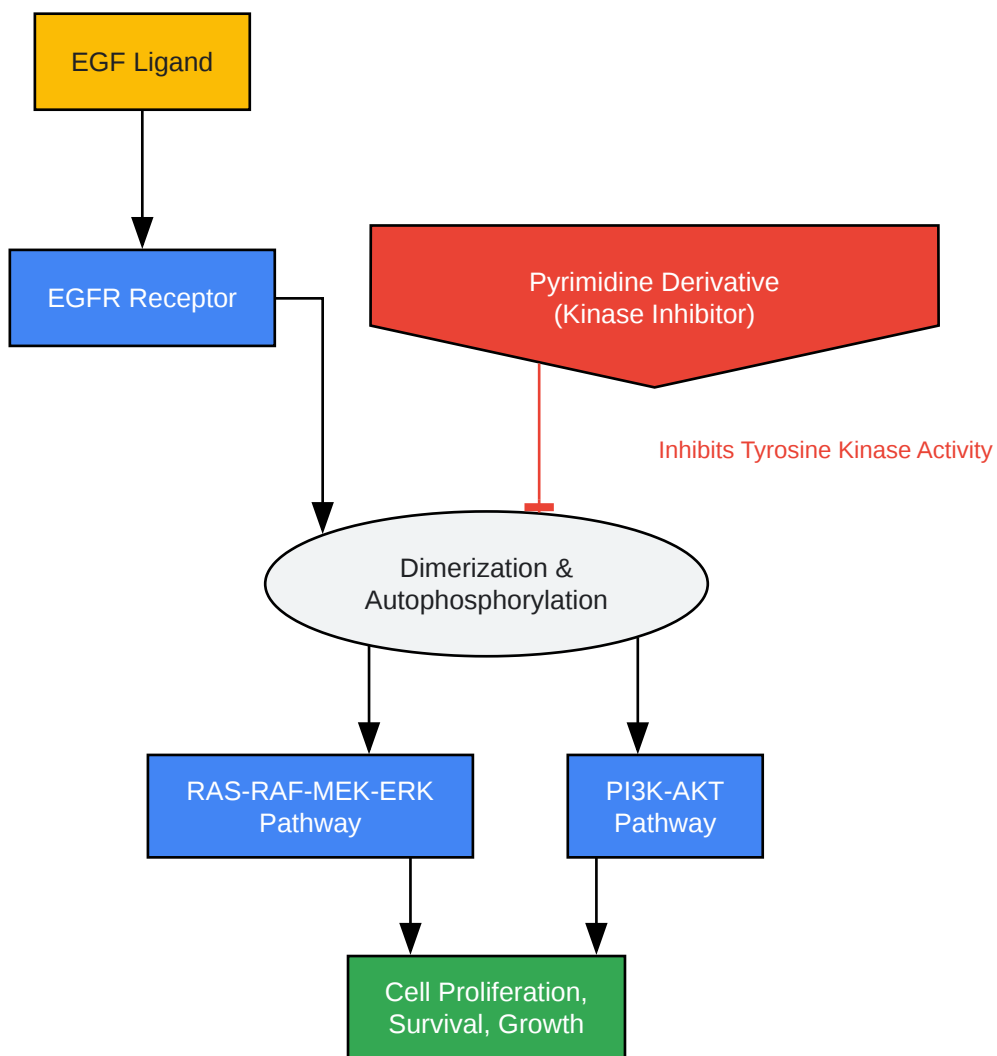 EGF Ligand
EGFR Receptor
Pyrimidine Derivative
(Kinase Inhibitor)
Inhibits Tyrosine Kinase Activity
Dimerization &
Autophosphorylation
RAS-RAF-MEK-ERK
Pathway
PI3K-AKT
Pathway
Cell Proliferation,
Survival, Growth